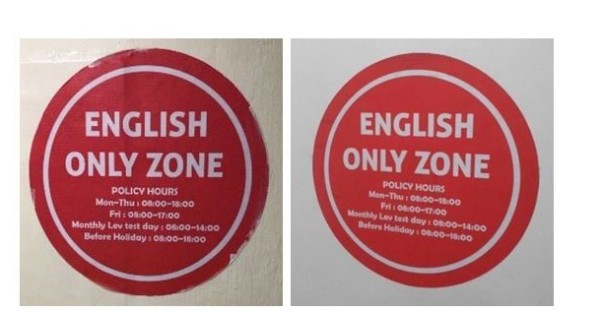 ENGLISH
ONLY ZONE
POLICY HOURS
Mon-Thu : 08:00-18:00
Fri : 08:00-17:00
Monthly Lev test day : 08:00-14:00
Before Holiday : 08:00-18:00
ENGLISH
ONLY ZONE
POLICY HOURS
Mon-Thu : 08:00-18:00
Fri : 08:00-17:00
Monthly Lev test day : 08:00-14:00
Before Holiday : 08:00-18:00